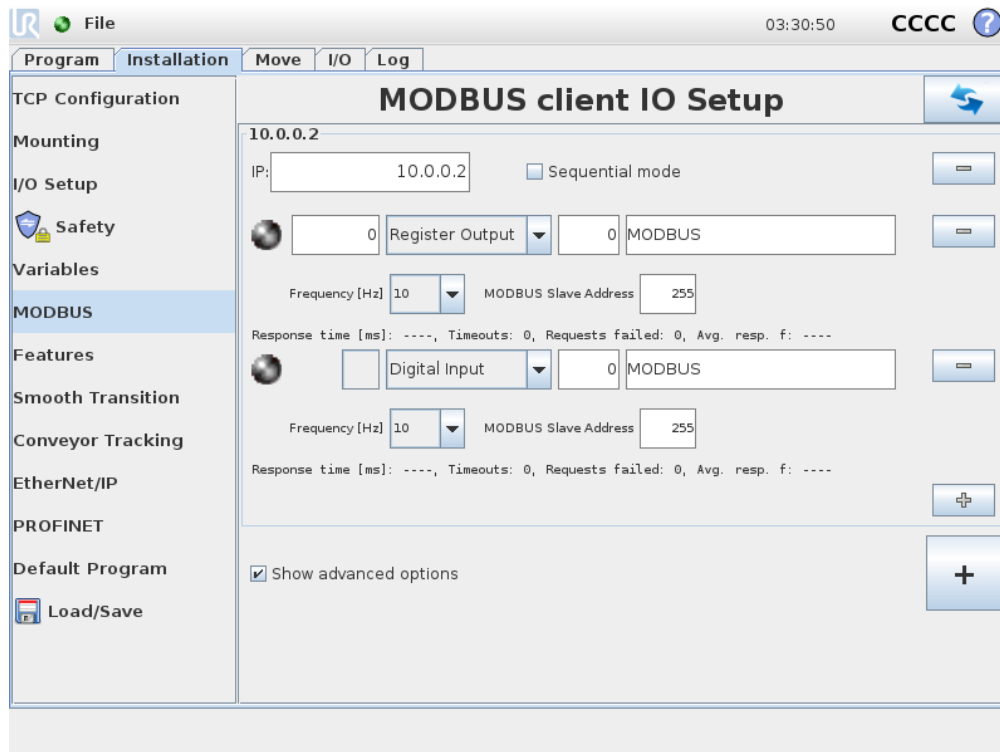 UR File 03:30:50 CCCC ?
Program Installation Move I/O Log
TCP Configuration
Mounting
I/O Setup
Safety
Variables
MODBUS
Features
Smooth Transition
Conveyor Tracking
EtherNet/IP
PROFINET
Default Program
Load/Save
MODBUS client IO Setup
10.0.0.2
IP: 10.0.0.2 Sequential mode
0 Register Output 0 MODBUS
Frequency [Hz] 10 MODBUS Slave Address 255
Response time [ms]: ----, Timeouts: 0, Requests failed: 0, Avg. resp. f: ----
Digital Input 0 MODBUS
Frequency [Hz] 10 MODBUS Slave Address 255
Response time [ms]: ----, Timeouts: 0, Requests failed: 0, Avg. resp. f: ----
Show advanced options